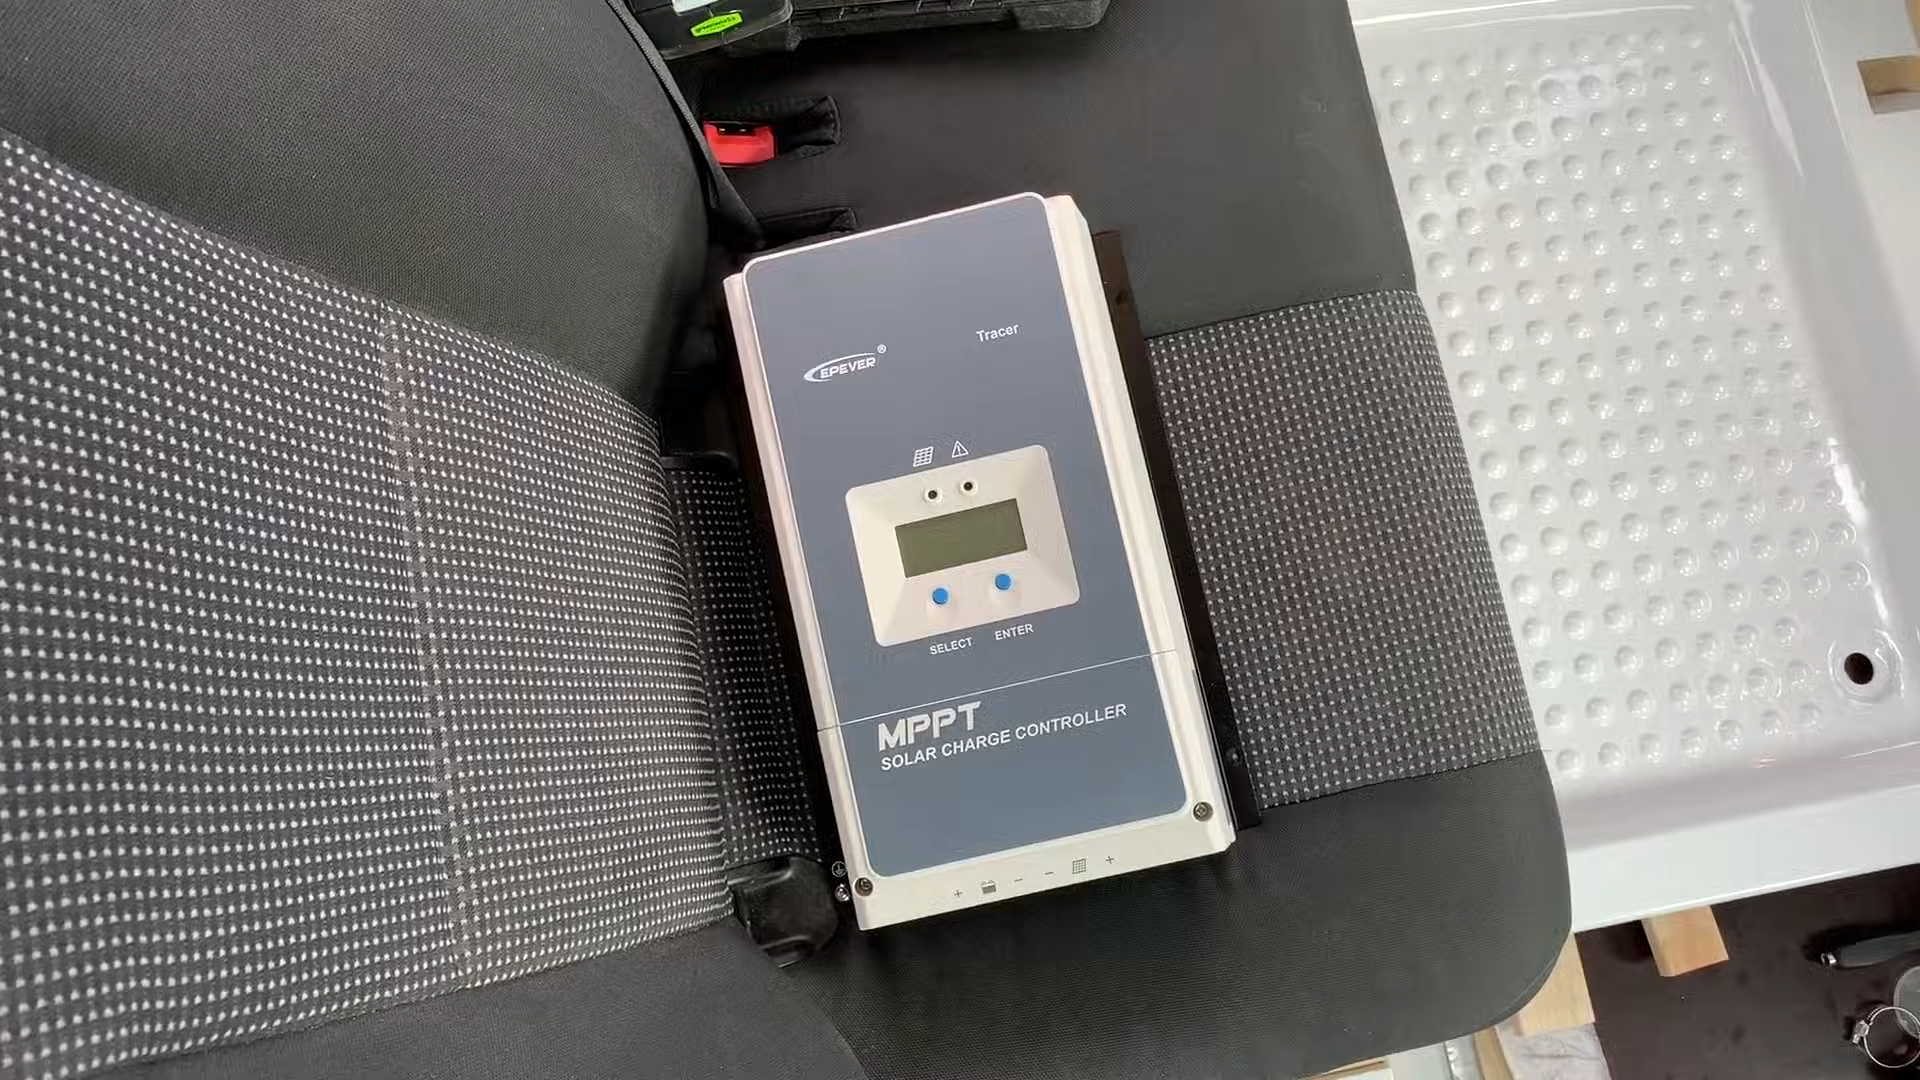 Tracer
EPEVER®
SELECT ENTER
MPPT
SOLAR CHARGE CONTROLLER
+ - - +